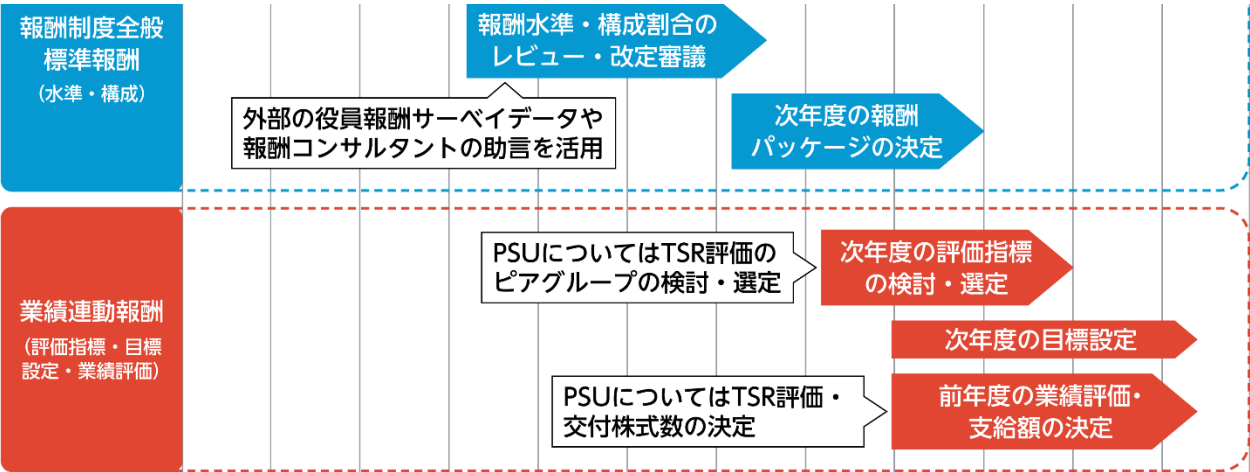 報酬制度全般
標準報酬
（水準・構成）
報酬水準・構成割合の
レビュー・改定審議
外部の役員報酬サーベイデータや
報酬コンサルタントの助言を活用
次年度の報酬
パッケージの決定
業績連動報酬
（評価指標・目標
設定・業績評価）
PSUについてはTSR評価の
ピアグループの検討・選定
次年度の評価指標
の検討・選定
次年度の目標設定
PSUについてはTSR評価・
交付株式数の決定
前年度の業績評価・
支給額の決定